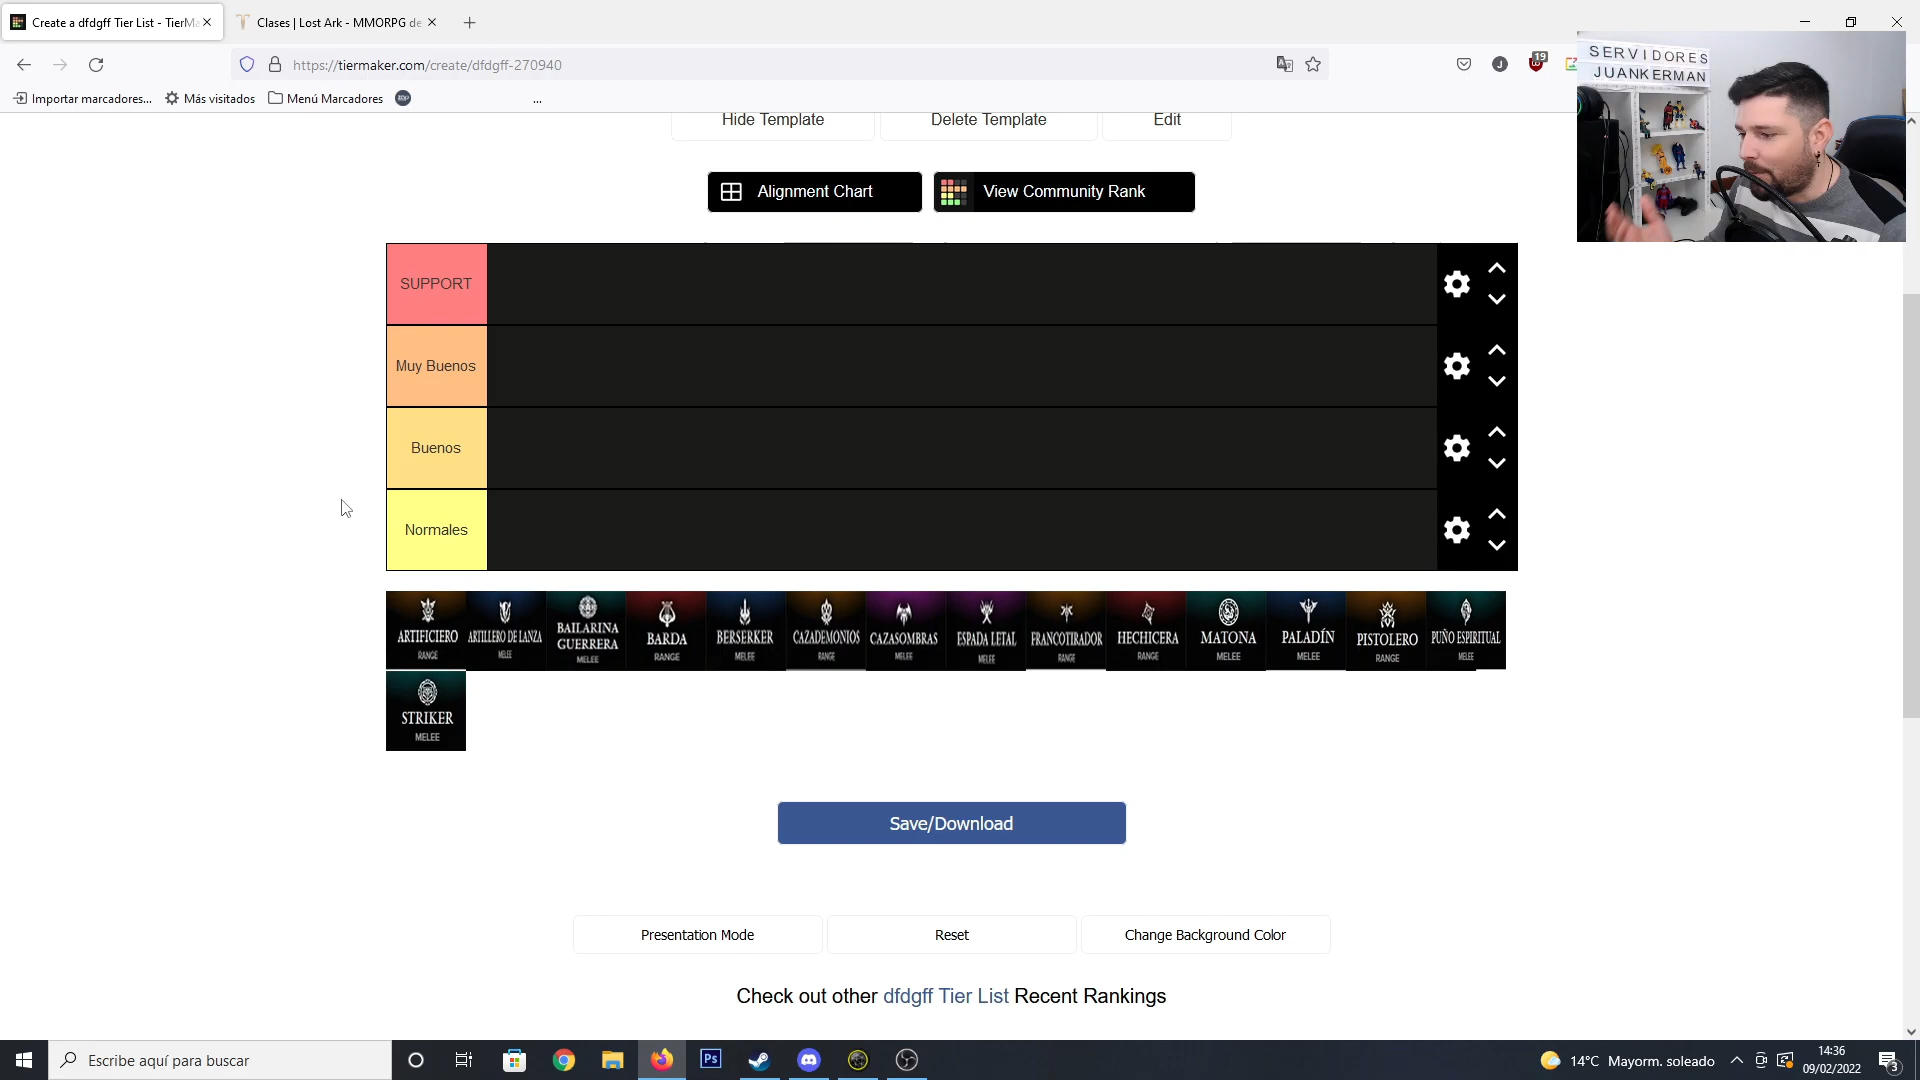 Create a dfdgff Tier List - TierMa
Clases | Lost Ark - MMORPG de
https://tiermaker.com/create/dfdgff-270940
19
J
Importar marcadores...
Más visitados
Menú Marcadores
...
SERVIDORES
JUANKERMAN
Hide Template
Delete Template
Edit
Alignment Chart
View Community Rank
SUPPORT
Muy Buenos
Buenos
Normales
ARTIFICIERO
RANGE
ARTILLERO DE LANZA
MELEE
BAILARINA
GUERRERA
MELEE
BARDA
RANGE
BERSERKER
MELEE
CAZADEMONIOS
RANGE
CAZASOMBRAS
MELEE
ESPADA LETAL
MELEE
FRANCOTIRADOR
RANGE
HECHICERA
RANGE
MATONA
MELEE
PALADÍN
MELEE
PISTOLERO
RANGE
PUÑO ESPIRITUAL
MELEE
STRIKER
MELEE
Save/Download
Presentation Mode
Reset
Change Background Color
Check out other dfdgff Tier List Recent Rankings
Escribe aquí para buscar
Ps
14°C Mayorm. soleado
14:36
09/02/2022
3